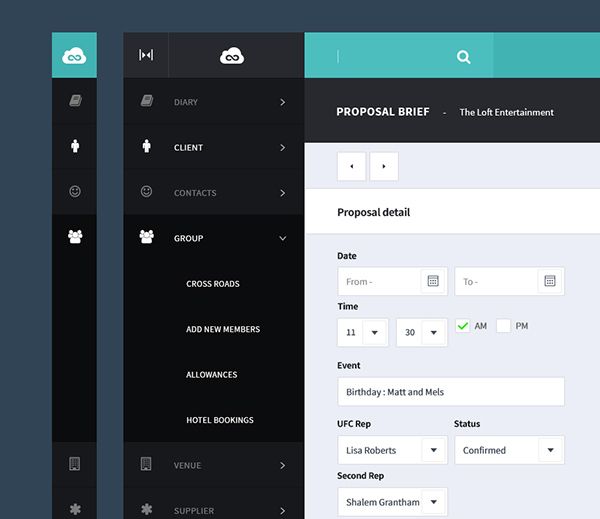 DIARY
CLIENT
CONTACTS
GROUP
CROSS ROADS
ADD NEW MEMBERS
ALLOWANCES
HOTEL BOOKINGS
VENUE
SUPPLIER
PROPOSAL BRIEF - The Loft Entertainment
Proposal detail
Date
From - To -
Time
11 30 AM PM
Event
Birthday : Matt and Mels
UFC Rep Status
Lisa Roberts Confirmed
Second Rep
Shalem Grantham